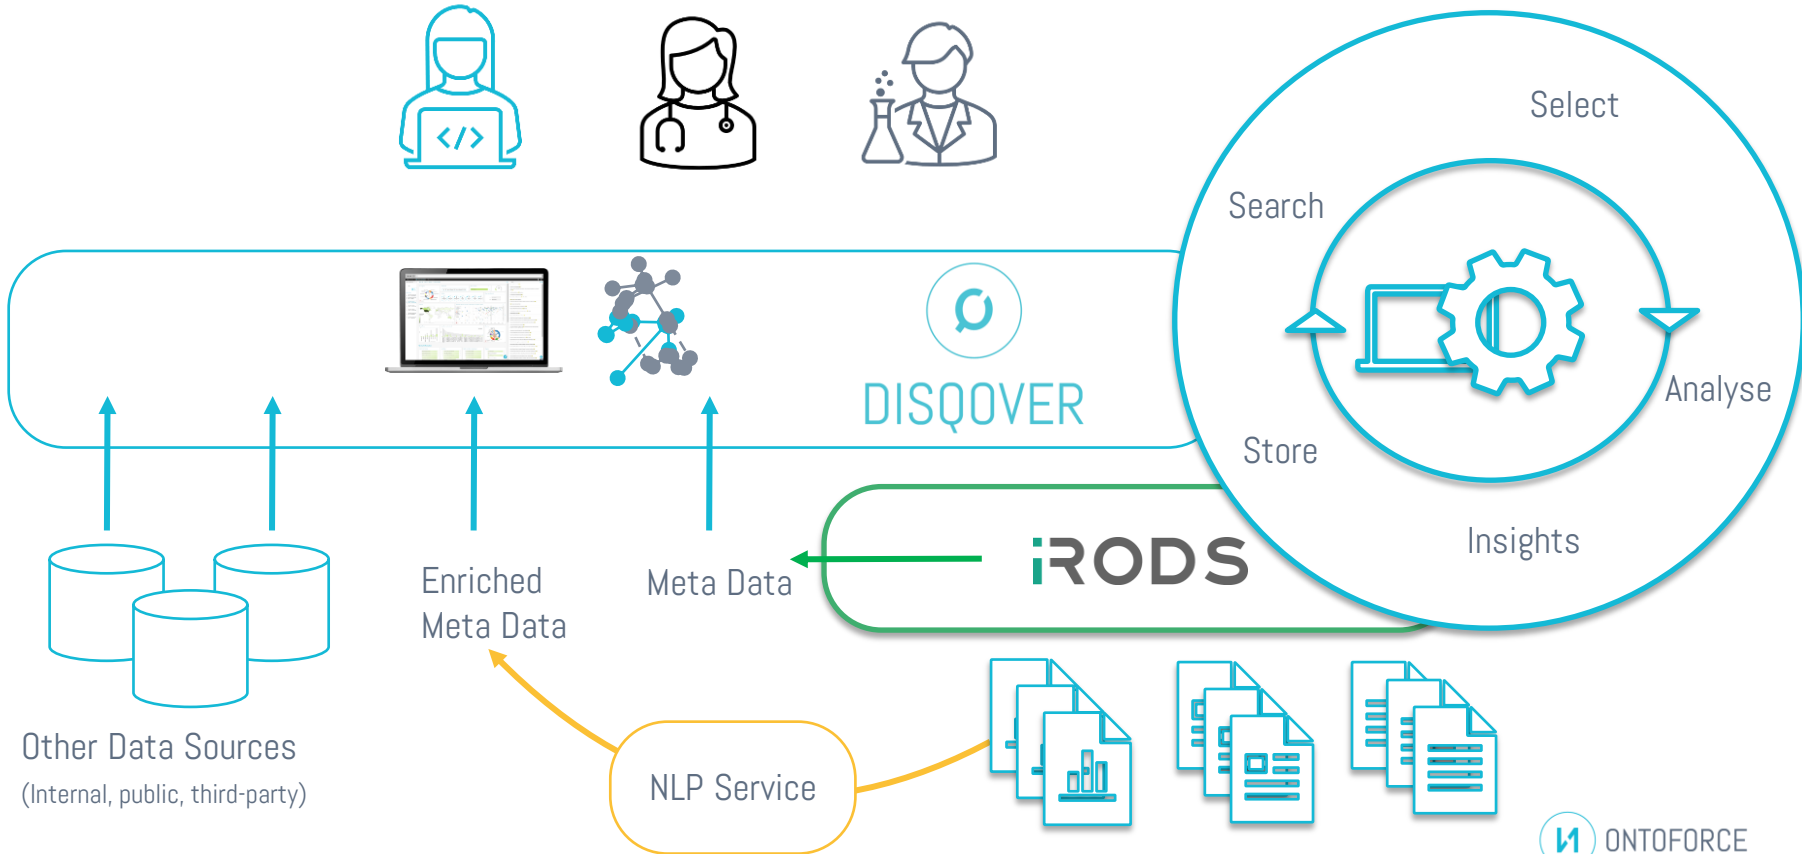 </>
Select
Search
DISQOVER
Analyse
Store
iRODS
Insights
Enriched
Meta Data
Meta Data
Other Data Sources
(Internal, public, third-party)
NLP Service
ONTOFORCE